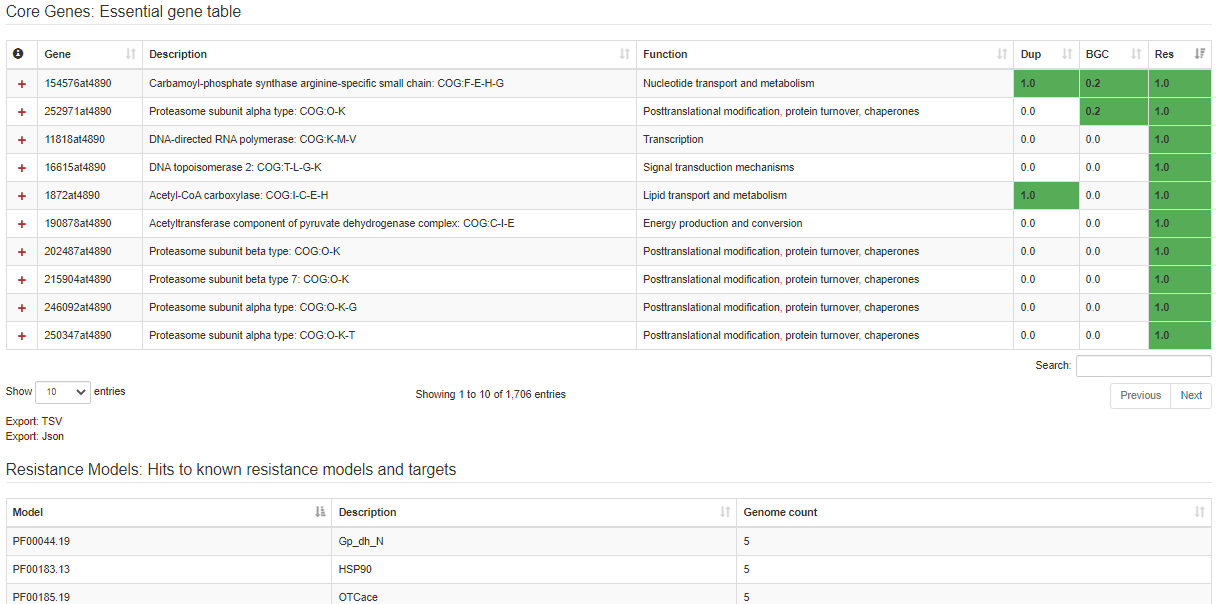 Core Genes: Essential gene table
Gene Description Function Dup BGC Res
154576at4890 Carbamoyl-phosphate synthase arginine-specific small chain: COG:F-E-H-G Nucleotide transport and metabolism 1.0 0.2 1.0
252971at4890 Proteasome subunit alpha type: COG:O-K Posttranslational modification, protein turnover, chaperones 0.0 0.2 1.0
11818at4890 DNA-directed RNA polymerase: COG:K-M-V Transcription 0.0 0.0 1.0
16615at4890 DNA topoisomerase 2: COG:T-L-G-K Signal transduction mechanisms 0.0 0.0 1.0
1872at4890 Acetyl-CoA carboxylase: COG:I-C-E-H Lipid transport and metabolism 1.0 0.0 1.0
190878at4890 Acetyltransferase component of pyruvate dehydrogenase complex: COG:C-I-E Energy production and conversion 0.0 0.0 1.0
202487at4890 Proteasome subunit beta type: COG:O-K Posttranslational modification, protein turnover, chaperones 0.0 0.0 1.0
215904at4890 Proteasome subunit beta type 7: COG:O-K Posttranslational modification, protein turnover, chaperones 0.0 0.0 1.0
246092at4890 Proteasome subunit alpha type: COG:O-K-G Posttranslational modification, protein turnover, chaperones 0.0 0.0 1.0
250347at4890 Proteasome subunit alpha type: COG:O-K-T Posttranslational modification, protein turnover, chaperones 0.0 0.0 1.0
Search:
Show 10 entries
Showing 1 to 10 of 1,706 entries
Previous Next
Export: TSV
Export: Json
Resistance Models: Hits to known resistance models and targets
Model Description Genome count
PF00044.19 Gp_dh_N 5
PF00183.13 HSP90 5
PF00185.19 OTCace 5